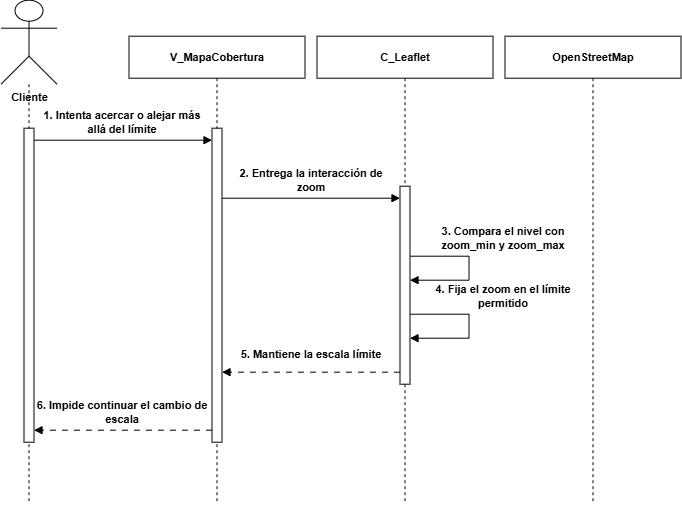 V_MapaCobertura
C_Leaflet
OpenStreetMap
Cliente
1. Intenta acercar o alejar más
allá del límite
2. Entrega la interacción de
zoom
3. Compara el nivel con
zoom_min y zoom_max
4. Fija el zoom en el límite
permitido
5. Mantiene la escala límite
6. Impide continuar el cambio de
escala